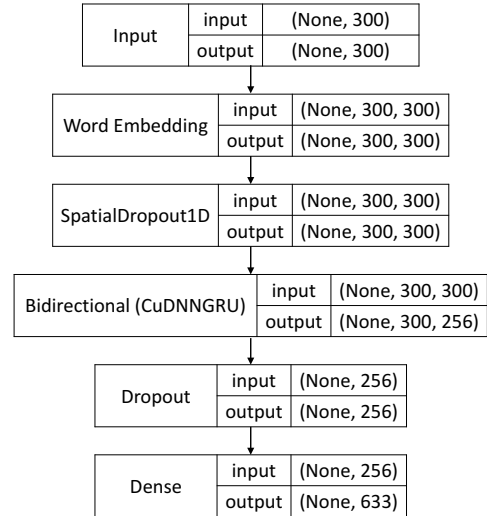 Input input (None, 300)
output (None, 300)
Word Embedding input (None, 300, 300)
output (None, 300, 300)
SpatialDropout1D input (None, 300, 300)
output (None, 300, 300)
Bidirectional (CuDNNGRU) input (None, 300, 300)
output (None, 300, 256)
Dropout input (None, 256)
output (None, 256)
Dense input (None, 256)
output (None, 633)